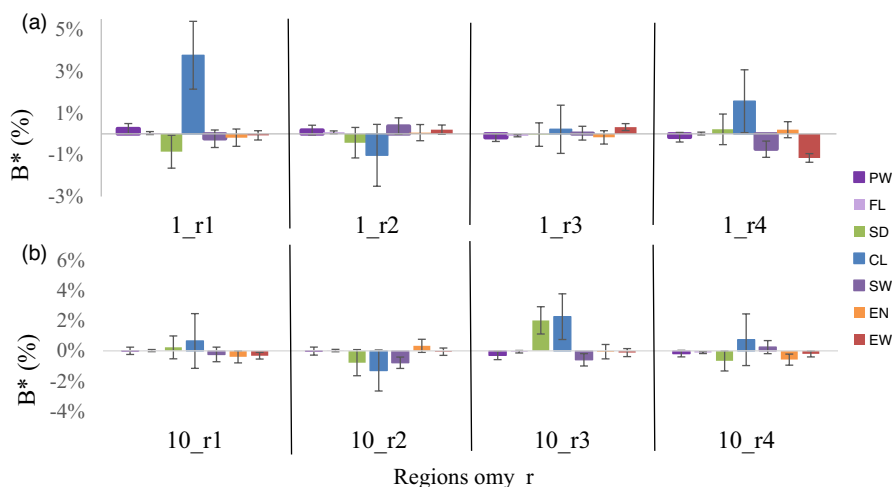 (a)
B* (%)
5%
3%
1%
-1%
-3%
1_r1 1_r2 1_r3 1_r4
(b)
B* (%)
6%
4%
2%
0%
-2%
-4%
10_r1 10_r2 10_r3 10_r4
Regions omy_r
PW
FL
SD
CL
SW
EN
EW